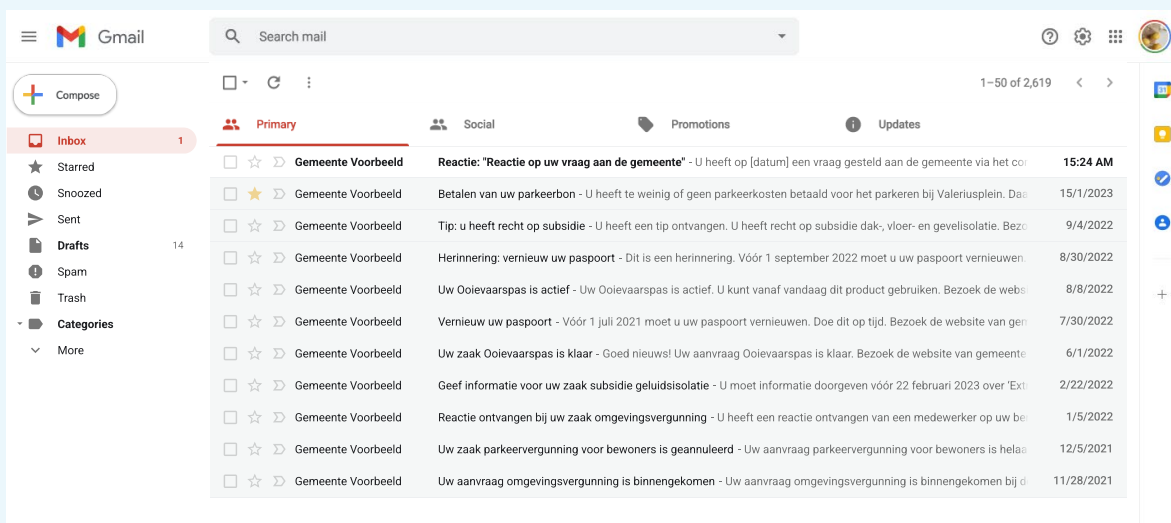 Gmail
Search mail
Compose
1–50 of 2,619
Primary
Social
Promotions
Updates
Inbox 1
Starred
Snoozed
Sent
Drafts 14
Spam
Trash
Categories
More
Gemeente Voorbeeld Reactie: "Reactie op uw vraag aan de gemeente" - U heeft op [datum] een vraag gesteld aan de gemeente via het 15:24 AM
Gemeente Voorbeeld Betalen van uw parkeerbon - U heeft te weinig of geen parkeerkosten betaald voor het parkeren bij Valeriusplein. 15/1/2023
Gemeente Voorbeeld Tip: u heeft recht op subsidie - U heeft een tip ontvangen. U heeft recht op subsidie dak-, vloer- en gevelisolatie. 9/4/2022
Gemeente Voorbeeld Herinnering: vernieuw uw paspoort - Dit is een herinnering. Vóór 1 september 2022 moet u uw paspoort vernieuwen. 8/30/2022
Gemeente Voorbeeld Uw Ooievaarspas is actief - Uw Ooievaarspas is actief. U kunt vanaf vandaag dit product gebruiken. Bezoek de 8/8/2022
Gemeente Voorbeeld Vernieuw uw paspoort - Vóór 1 juli 2021 moet u uw paspoort vernieuwen. Doe dit op tijd. Bezoek de website van 7/30/2022
Gemeente Voorbeeld Uw zaak Ooievaarspas is klaar - Goed nieuws! Uw aanvraag Ooievaarspas is klaar. Bezoek de website van gemeente 6/1/2022
Gemeente Voorbeeld Geef informatie voor uw zaak subsidie geluidsisolatie - U moet informatie doorgeven vóór 22 februari 2023 over 2/22/2022
Gemeente Voorbeeld Reactie ontvangen bij uw zaak omgevingsvergunning - U heeft een reactie ontvangen van een medewerker op uw 1/5/2022
Gemeente Voorbeeld Uw zaak parkeervergunning voor bewoners is geannuleerd - Uw aanvraag parkeervergunning voor bewoners is 12/5/2021
Gemeente Voorbeeld Uw aanvraag omgevingsvergunning is binnengekomen - Uw aanvraag omgevingsvergunning is binnengekomen bij 11/28/2021
31